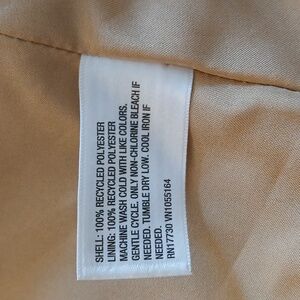 SHELL: 100% RECYCLED POLYESTER
LINING: 100% RECYCLED POLYESTER
MACHINE WASH COLD WITH LIKE COLORS.
GENTLE CYCLE. ONLY NON-CHLORINE BLEACH IF
NEEDED. TUMBLE DRY LOW. COOL IRON IF
NEEDED.
RN17730 VN1055164